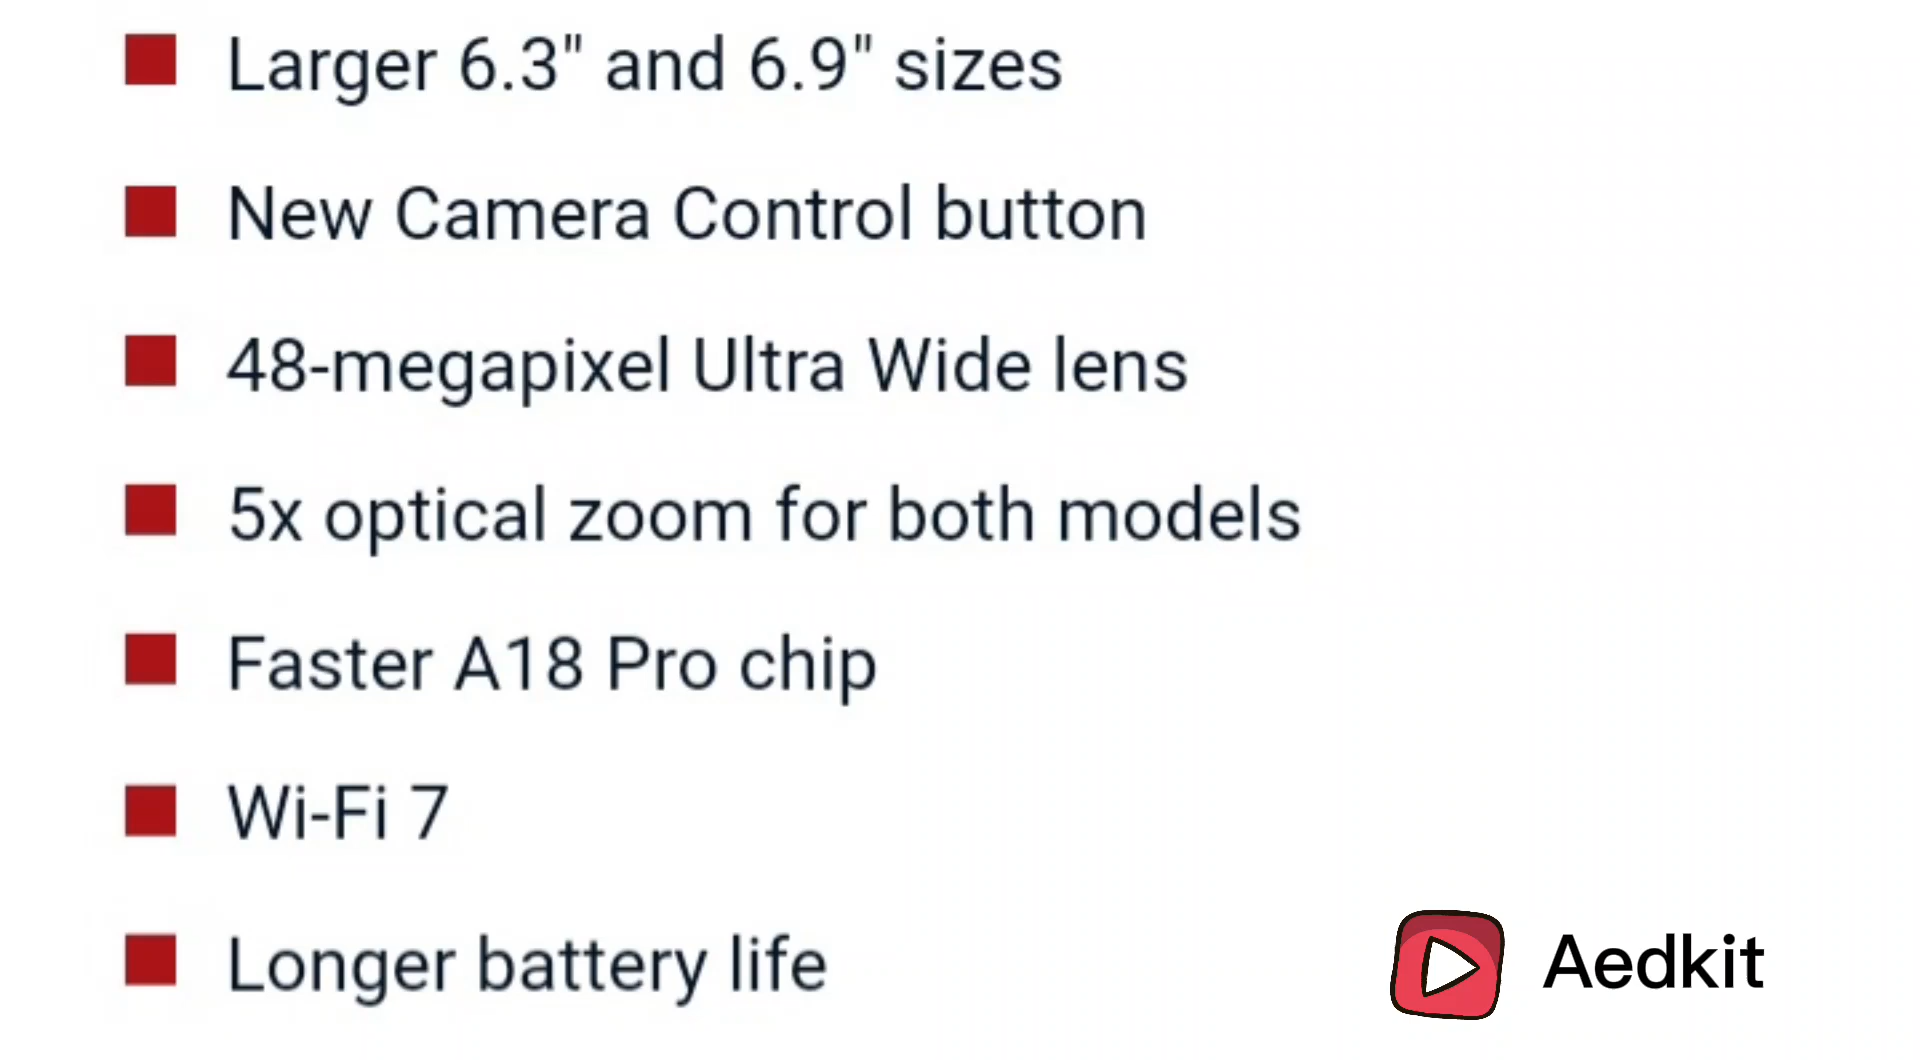 Larger 6.3" and 6.9" sizes
New Camera Control button
48-megapixel Ultra Wide lens
5x optical zoom for both models
Faster A18 Pro chip
Wi-Fi 7
Longer battery life
Aedkit